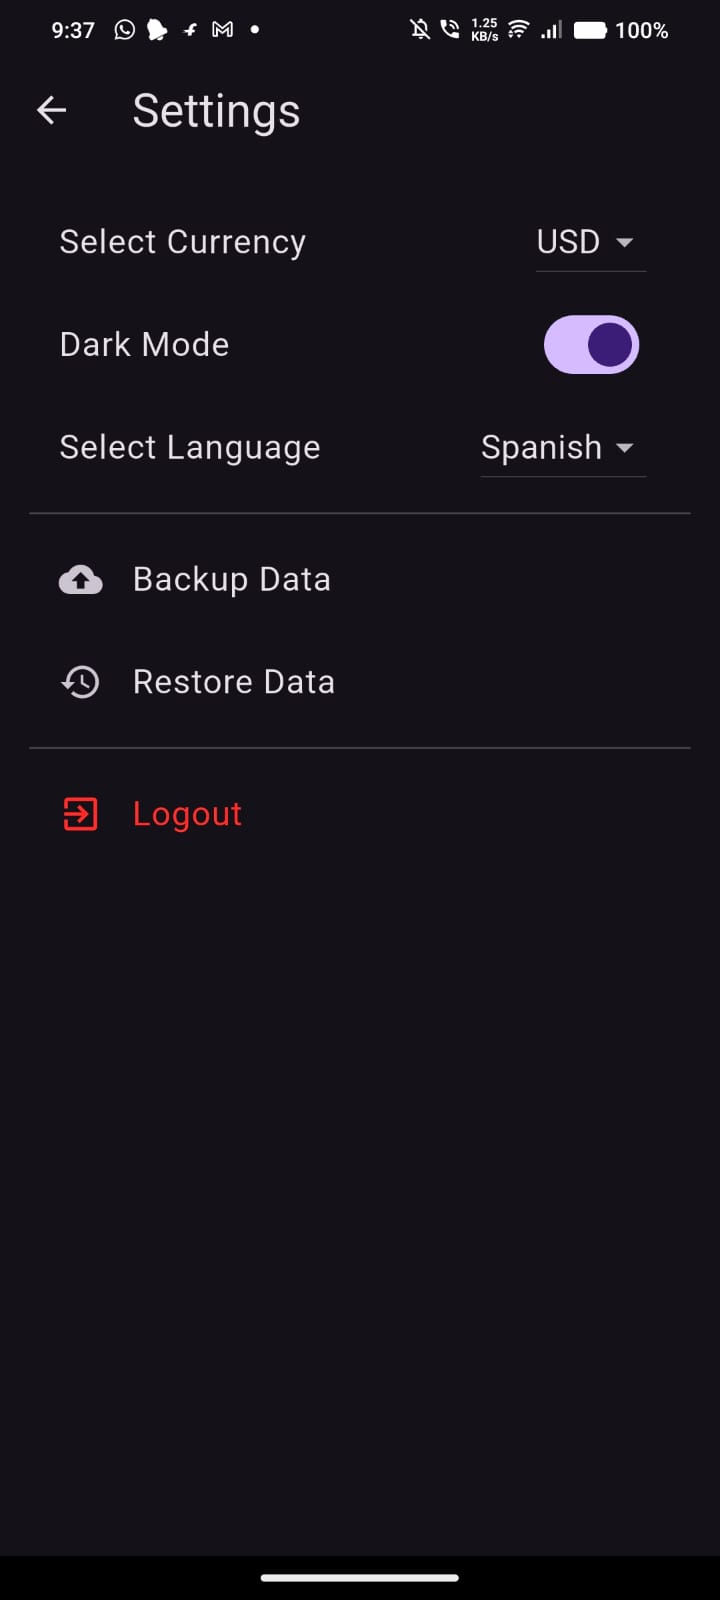 9:37 1.25 KB/s 100%
Settings
Select Currency USD
Dark Mode
Select Language Spanish
Backup Data
Restore Data
Logout